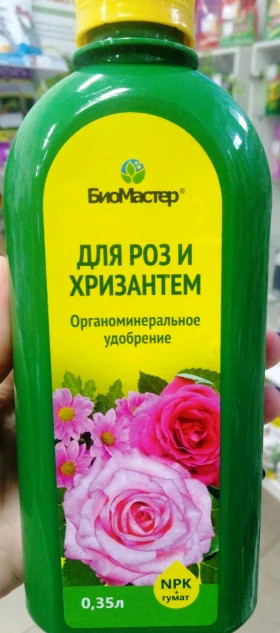 БиоМастер®
ДЛЯ РОЗ И
ХРИЗАНТЕМ
Органоминеральное
удобрение
0,35л
NPK
+
гумат